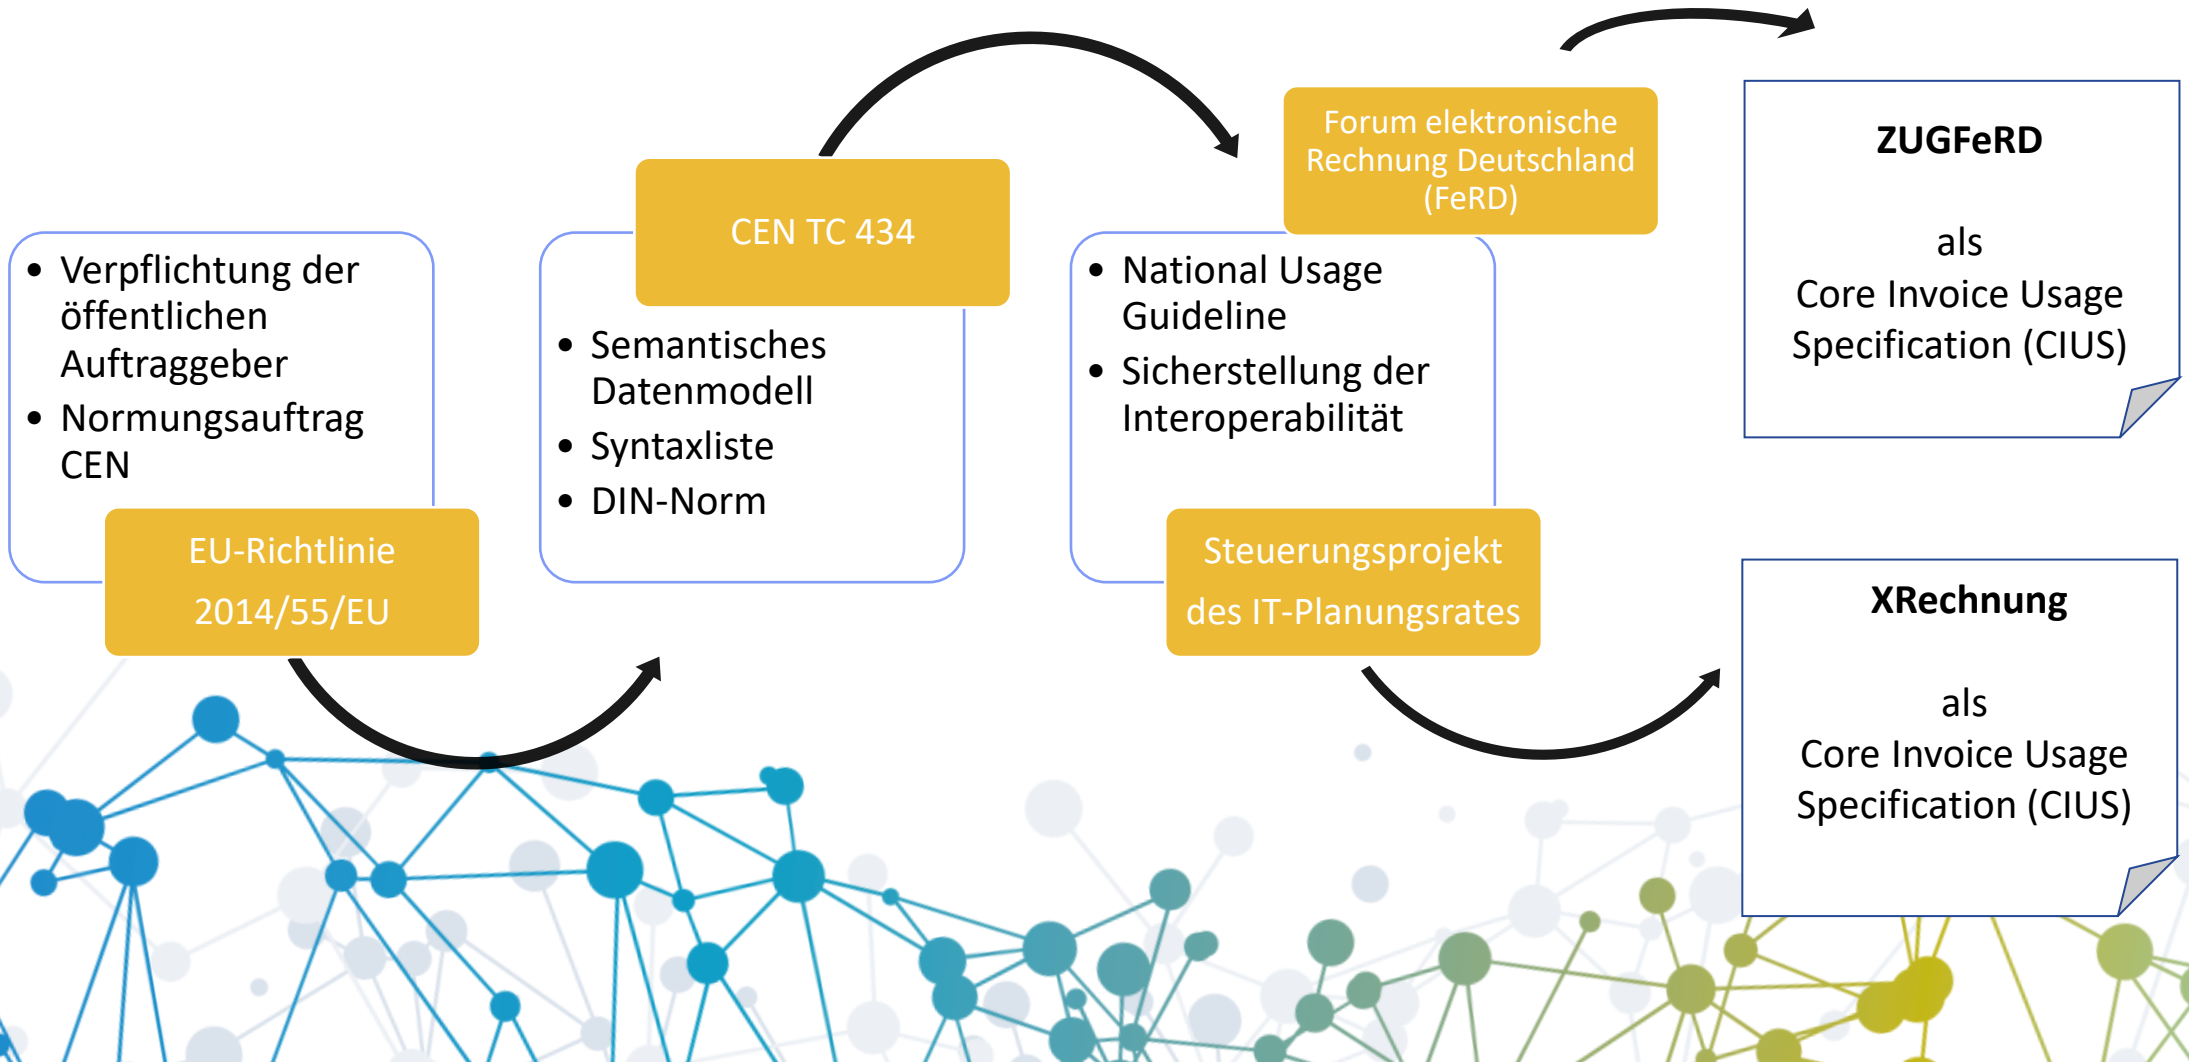 • Verpflichtung der
öffentlichen
Auftraggeber
• Normungsauftrag
CEN
EU-Richtlinie
2014/55/EU
CEN TC 434
• Semantisches
Datenmodell
• Syntaxliste
• DIN-Norm
Forum elektronische
Rechnung Deutschland
(FeRD)
• National Usage
Guideline
• Sicherstellung der
Interoperabilität
Steuerungsprojekt
des IT-Planungsrates
ZUGFeRD
als
Core Invoice Usage
Specification (CIUS)
XRechnung
als
Core Invoice Usage
Specification (CIUS)